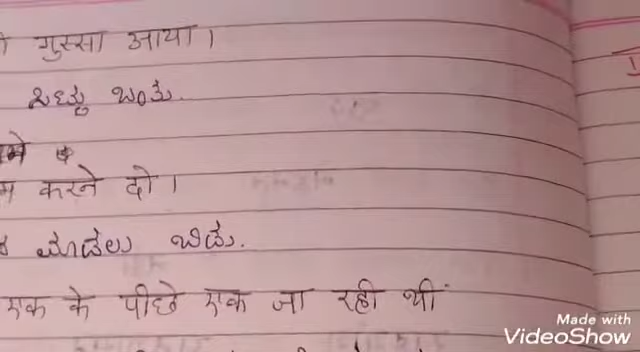 गुस्सा आया।
ಸಿಟ್ಟು ಬಂತು.
करने दो।
ಮಾಡಲು ಬಿಡು.
एक के पीछे एक जा रही थीं
Made with
VideoShow